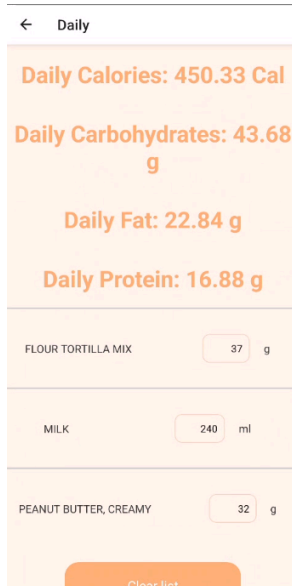 Daily
Daily Calories: 450.33 Cal
Daily Carbohydrates: 43.68
g
Daily Fat: 22.84 g
Daily Protein: 16.88 g
FLOUR TORTILLA MIX 37 g
MILK 240 ml
PEANUT BUTTER, CREAMY 32 g
Clear list